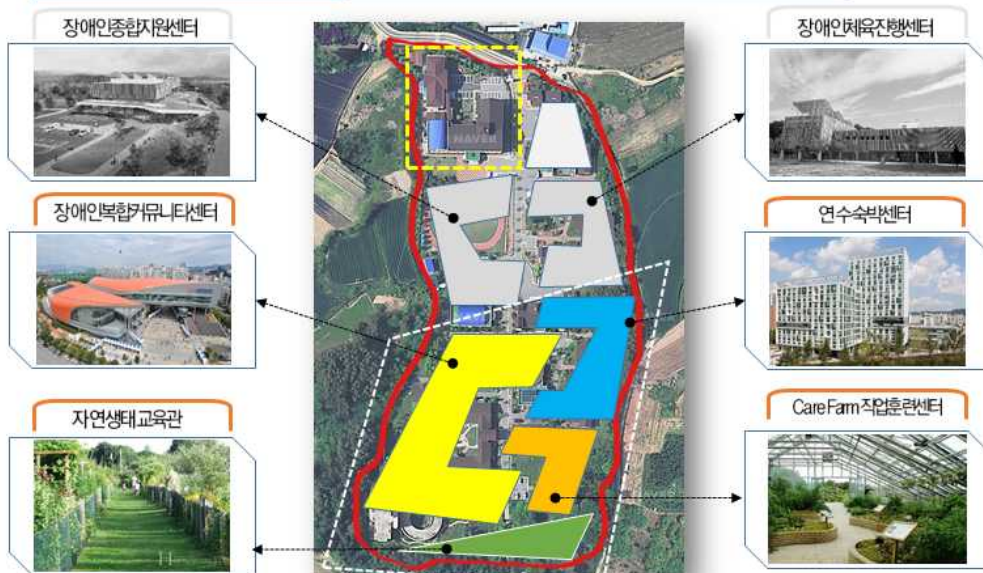 장애인종합지원센터
장애인체육진행센터
NAVER
장애인복합커뮤니티센터
연수숙박센터
자연생태교육관
Care Farm 직업훈련센터